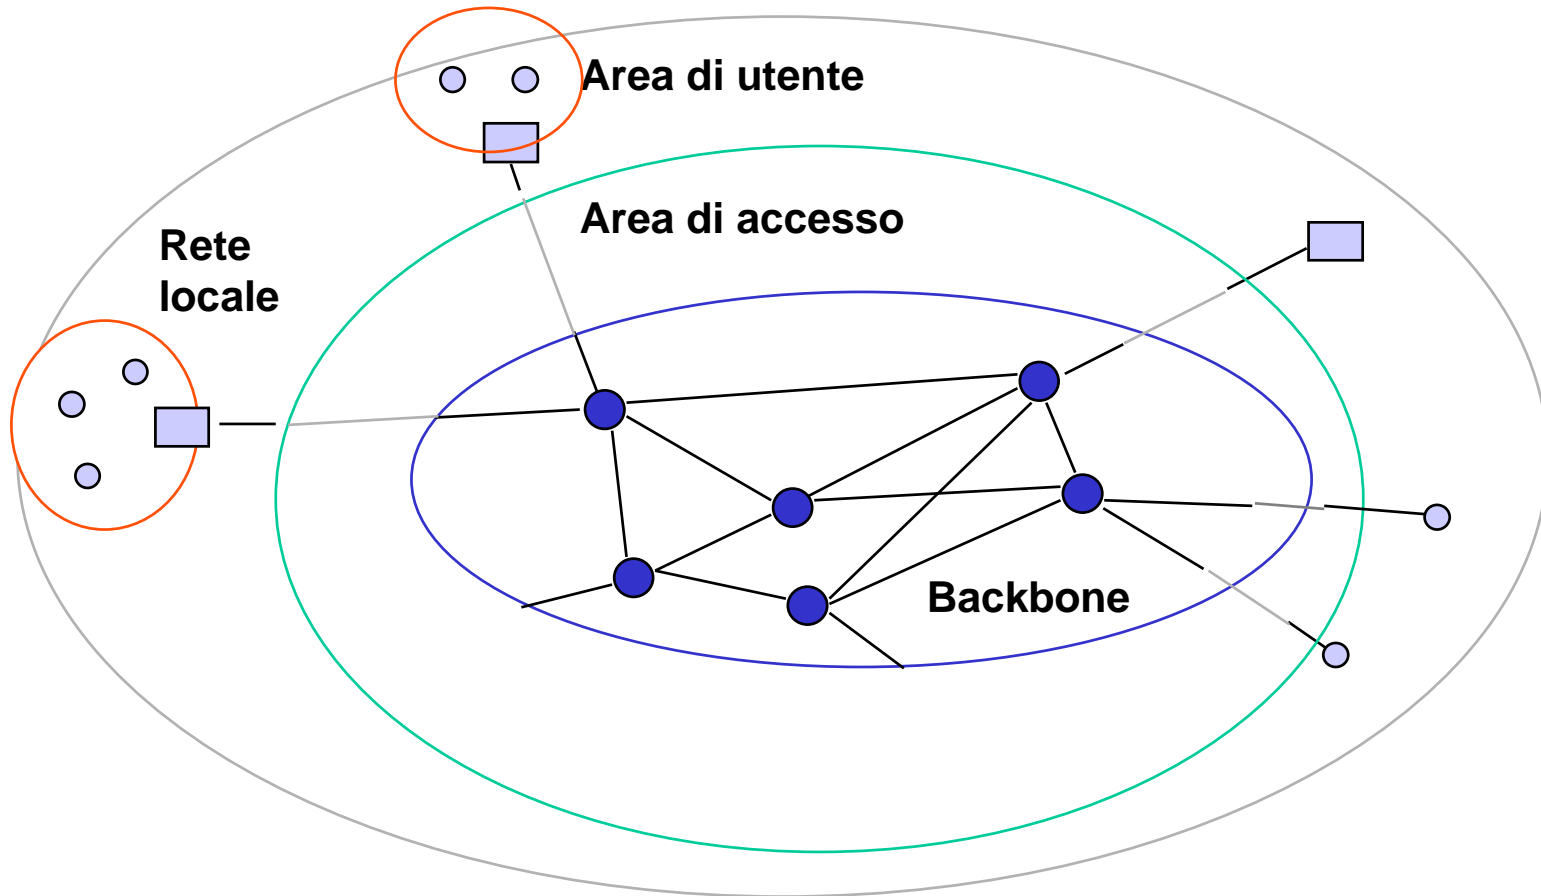 Area di utente
Area di accesso
Rete
locale
Backbone